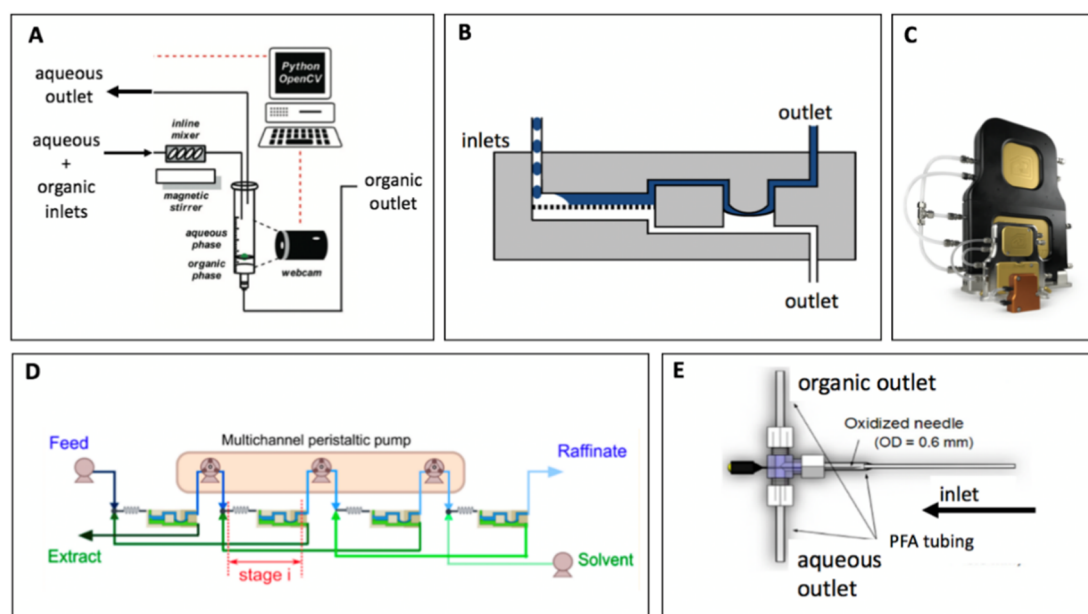 A
aqueous
outlet
aqueous
+
organic
inlets
inline
mixer
magnetic
stirrer
aqueous
phase
organic
phase
Python
OpenCV
webcam
organic
outlet
B
inlets
outlet
outlet
C
D
Feed
Multichannel peristaltic pump
Raffinate
Extract
stage i
Solvent
E
organic outlet
Oxidized needle
(OD = 0.6 mm)
inlet
PFA tubing
aqueous
outlet